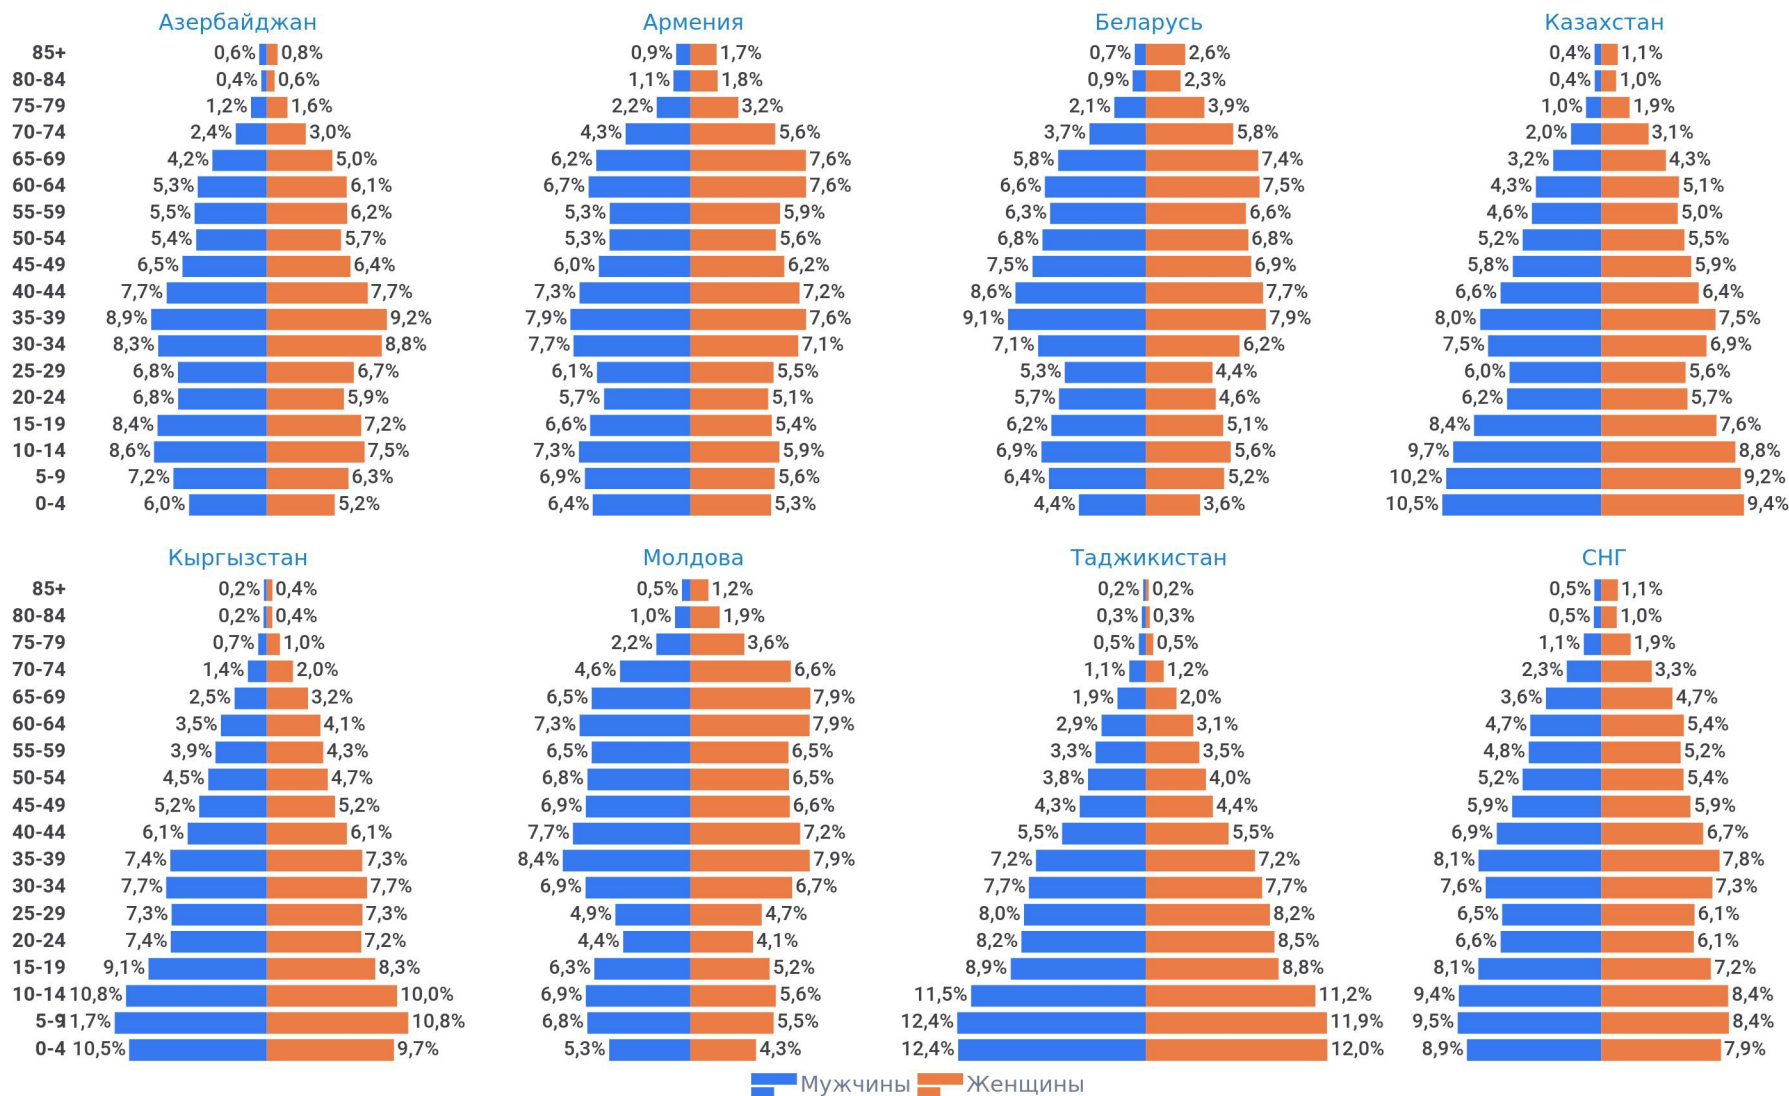 Азербайджан Армения Беларусь Казахстан
85+ 0,6% 0,8% 0,9% 1,7% 0,7% 2,6% 0,4% 1,1%
80-84 0,4% 0,6% 1,1% 1,8% 0,9% 2,3% 0,4% 1,0%
75-79 1,2% 1,6% 2,2% 3,2% 2,1% 3,9% 1,0% 1,9%
70-74 2,4% 3,0% 4,3% 5,6% 3,7% 5,8% 2,0% 3,1%
65-69 4,2% 5,0% 6,2% 7,6% 5,8% 7,4% 3,2% 4,3%
60-64 5,3% 6,1% 6,7% 7,6% 6,6% 7,5% 4,3% 5,1%
55-59 5,5% 6,2% 5,3% 5,9% 6,3% 6,6% 4,6% 5,0%
50-54 5,4% 5,7% 5,3% 5,6% 6,8% 6,8% 5,2% 5,5%
45-49 6,5% 6,4% 6,0% 6,2% 7,5% 6,9% 5,8% 5,9%
40-44 7,7% 7,7% 7,3% 7,2% 8,6% 7,7% 6,6% 6,4%
35-39 8,9% 9,2% 7,9% 7,6% 9,1% 7,9% 8,0% 7,5%
30-34 8,3% 8,8% 7,7% 7,1% 7,1% 6,2% 7,5% 6,9%
25-29 6,8% 6,7% 6,1% 5,5% 5,3% 4,4% 6,0% 5,6%
20-24 6,8% 5,9% 5,7% 5,1% 5,7% 4,6% 6,2% 5,7%
15-19 8,4% 7,2% 6,6% 5,4% 6,2% 5,1% 8,4% 7,6%
10-14 8,6% 7,5% 7,3% 5,9% 6,9% 5,6% 9,7% 8,8%
5-9 7,2% 6,3% 6,9% 5,6% 6,4% 5,2% 10,2% 9,2%
0-4 6,0% 5,2% 6,4% 5,3% 4,4% 3,6% 10,5% 9,4%
Кыргызстан Молдова Таджикистан СНГ
85+ 0,2% 0,4% 0,5% 1,2% 0,2% 0,2% 0,5% 1,1%
80-84 0,2% 0,4% 1,0% 1,9% 0,3% 0,3% 0,5% 1,0%
75-79 0,7% 1,0% 2,2% 3,6% 0,5% 0,5% 1,1% 1,9%
70-74 1,4% 2,0% 4,6% 6,6% 1,1% 1,2% 2,3% 3,3%
65-69 2,5% 3,2% 6,5% 7,9% 1,9% 2,0% 3,6% 4,7%
60-64 3,5% 4,1% 7,3% 7,9% 2,9% 3,1% 4,7% 5,4%
55-59 3,9% 4,3% 6,5% 6,5% 3,3% 3,5% 4,8% 5,2%
50-54 4,5% 4,7% 6,8% 6,5% 3,8% 4,0% 5,2% 5,4%
45-49 5,2% 5,2% 6,9% 6,6% 4,3% 4,4% 5,9% 5,9%
40-44 6,1% 6,1% 7,7% 7,2% 5,5% 5,5% 6,9% 6,7%
35-39 7,4% 7,3% 8,4% 7,9% 7,2% 7,2% 8,1% 7,8%
30-34 7,7% 7,7% 6,9% 6,7% 7,7% 7,7% 7,6% 7,3%
25-29 7,3% 7,3% 4,9% 4,7% 8,0% 8,2% 6,5% 6,1%
20-24 7,4% 7,2% 4,4% 4,1% 8,2% 8,5% 6,6% 6,1%
15-19 9,1% 8,3% 6,3% 5,2% 8,9% 8,8% 8,1% 7,2%
10-14 10,8% 10,0% 6,9% 5,6% 11,5% 11,2% 9,4% 8,4%
5-9 11,7% 10,8% 6,8% 5,5% 12,4% 11,9% 9,5% 8,4%
0-4 10,5% 9,7% 5,3% 4,3% 12,4% 12,0% 8,9% 7,9%
Мужчины Женщины